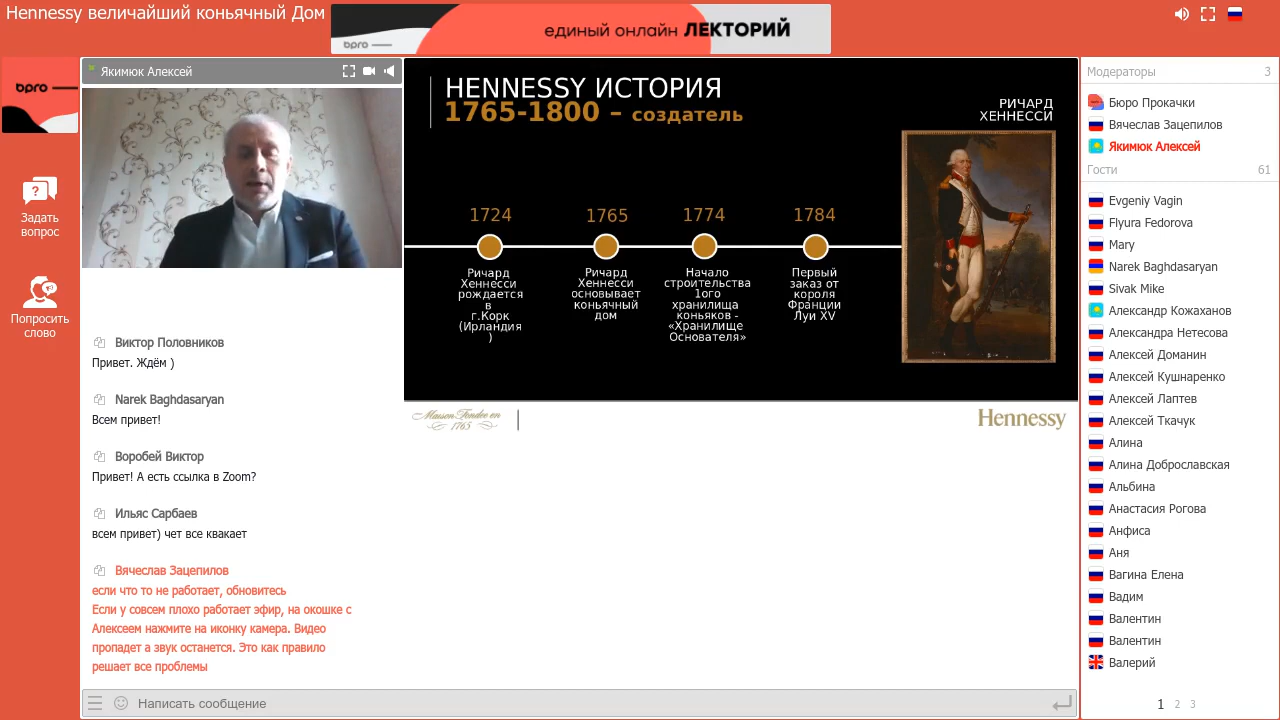 Hennessy величайший коньячный Дом
единый онлайн ЛЕКТОРИЙ
bpro
bpro
Задать
вопрос
Попросить
слово
Якимюк Алексей
Виктор Половников
Привет. Ждём )
Narek Baghdasaryan
Всем привет!
Воробей Виктор
Привет! А есть ссылка в Zoom?
Ильяс Сарбаев
всем привет) чет все квакает
Вячеслав Зацепилов
если что то не работает, обновитесь
Если у совсем плохо работает эфир, на окошке с
Алексеем нажмите на иконку камера. Видео
пропадет а звук останется. Это как правило
решает все проблемы
Написать сообщение
HENNESSY ИСТОРИЯ
1765-1800 – создатель
РИЧАРД
ХЕННЕССИ
1724
Ричард
Хеннесси
рождается
в
г.Корк
(Ирландия
)
1765
Ричард
Хеннесси
основывает
коньячный
дом
1774
Начало
строительства
1ого
хранилища
коньяков -
«Хранилище
Основателя»
1784
Первый
заказ от
короля
Франции
Луи XV
Maison Fondée en
1765
Hennessy
Модераторы 3
Бюро Прокачки
Вячеслав Зацепилов
Якимюк Алексей
Гости 61
Evgeniy Vagin
Flyura Fedorova
Mary
Narek Baghdasaryan
Sivak Mike
Александр Кожаханов
Александра Нетесова
Алексей Доманин
Алексей Кушнаренко
Алексей Лаптев
Алексей Ткачук
Алина
Алина Доброславская
Альбина
Анастасия Рогова
Анфиса
Аня
Вагина Елена
Вадим
Валентин
Валентин
Валерий
1 2 3